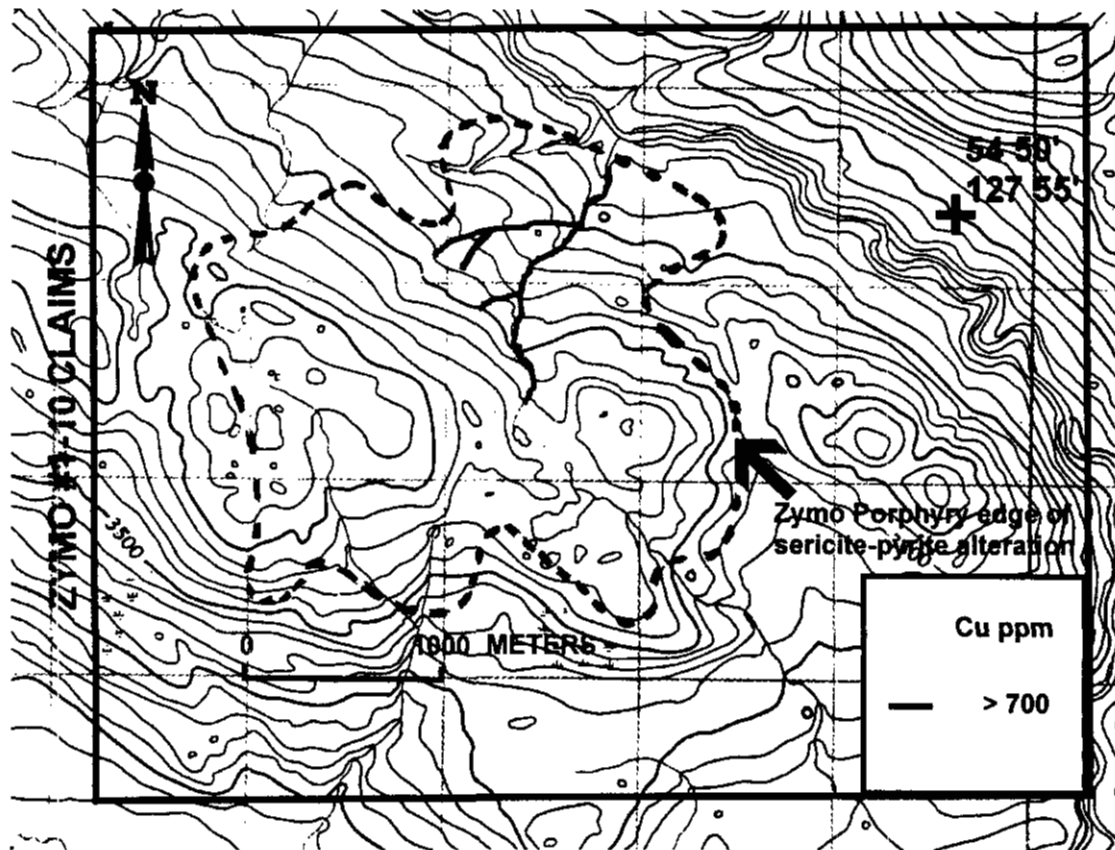 N
54 50'
127 55'
ZYMO #1-10 CLAIMS
Zymo Porphyry edge of
sericite-pyrite alteration
3500
0 1000 METERS
Cu ppm
> 700